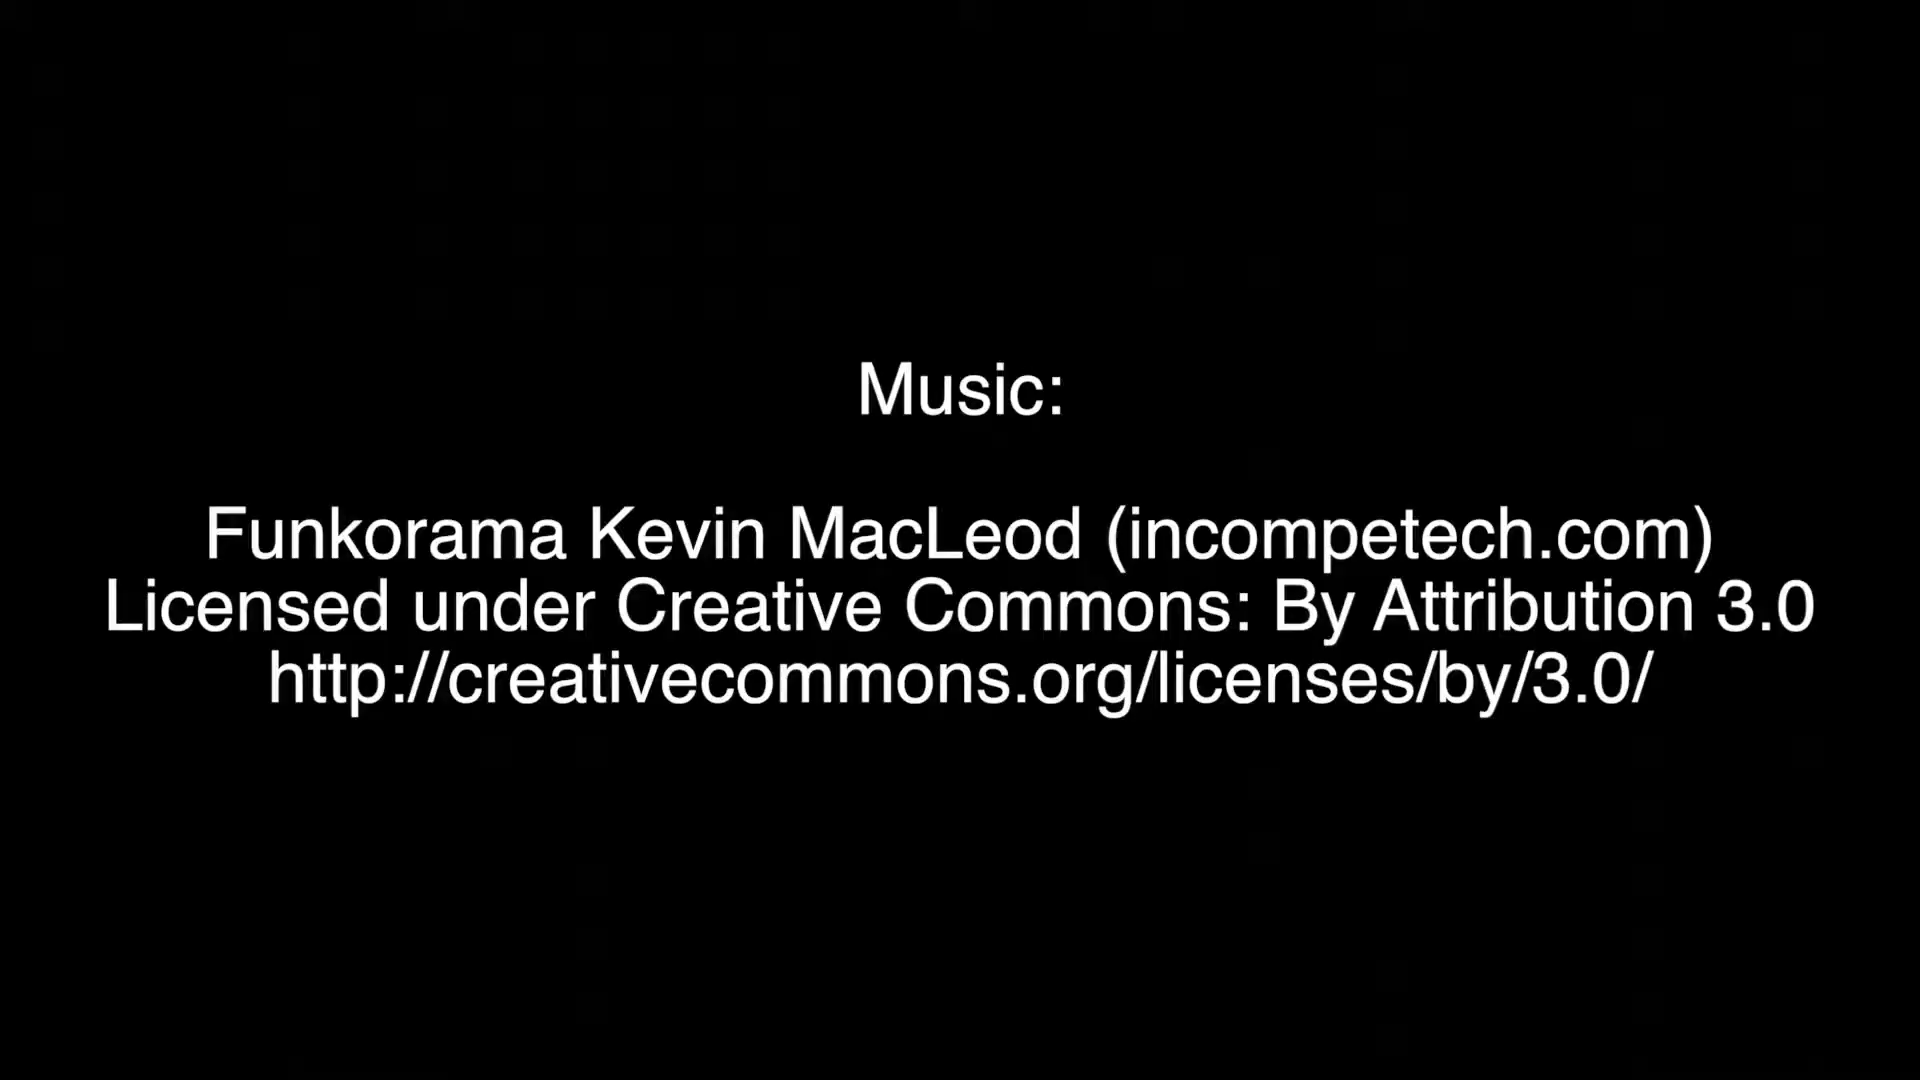 Music:
Funkorama Kevin MacLeod (incompetech.com)
Licensed under Creative Commons: By Attribution 3.0
http://creativecommons.org/licenses/by/3.0/